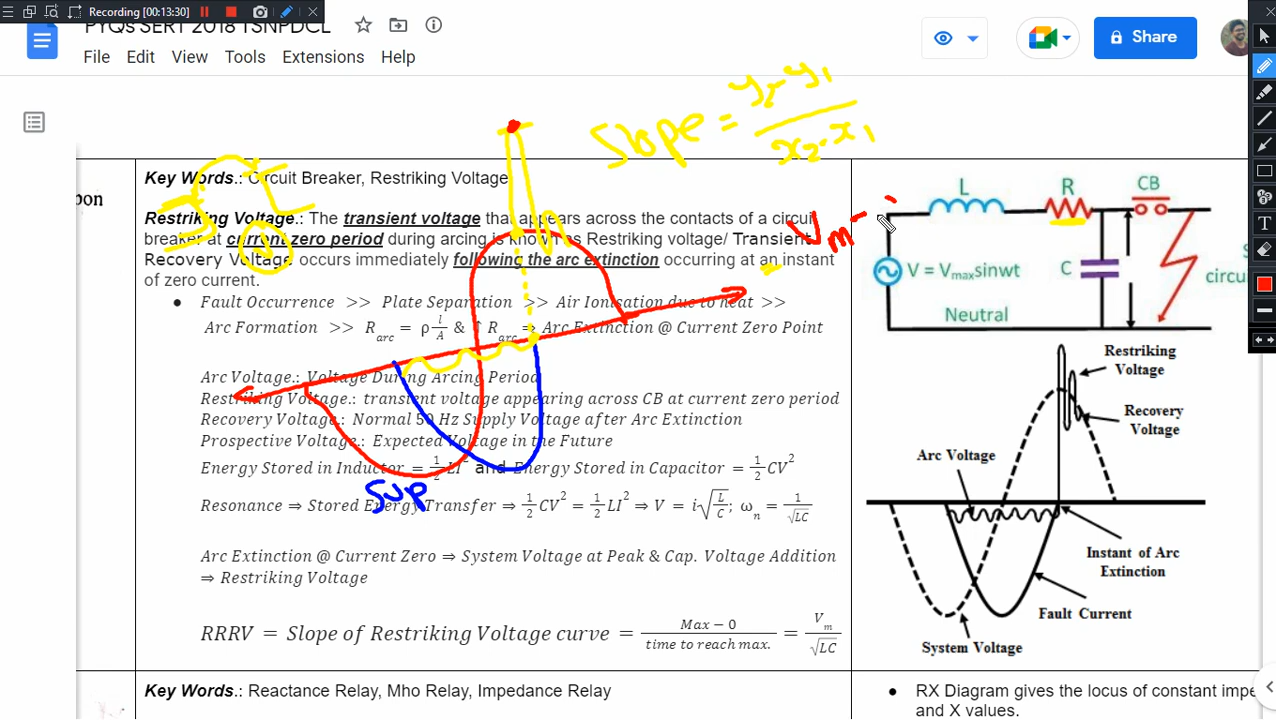 Recording [00:13:30]
PYQs SERT 2018 TSNPDCL
File Edit View Tools Extensions Help
Share
Slope = y₂-y₁ / x₂-x₁
pon
Key Words.: Circuit Breaker, Restriking Voltage
Restriking Voltage.: The transient voltage that appears across the contacts of a circuit
breaker at current zero period during arcing is known as Restriking voltage/ Transient
Recovery Voltage occurs immediately following the arc extinction occurring at an instant
of zero current.
● Fault Occurrence >> Plate Separation >> Air Ionisation due to heat >>
Arc Formation >> R_arc = ρ l/A & ↑ R_arc ⇒ Arc Extinction @ Current Zero Point
Arc Voltage.: Voltage During Arcing Period
Restriking Voltage.: transient voltage appearing across CB at current zero period
Recovery Voltage.: Normal 50 Hz Supply Voltage after Arc Extinction
Prospective Voltage.: Expected Voltage in the Future
Energy Stored in Inductor = 1/2 LI² and Energy Stored in Capacitor = 1/2 CV²
Sup
Resonance ⇒ Stored Energy Transfer ⇒ 1/2 CV² = 1/2 LI² ⇒ V = i√(L/C); ω_n = 1/√LC
Arc Extinction @ Current Zero ⇒ System Voltage at Peak & Cap. Voltage Addition
⇒ Restriking Voltage
RRRV = Slope of Restriking Voltage curve = Max−0 / time to reach max. = V_m / √LC
Key Words.: Reactance Relay, Mho Relay, Impedance Relay
Vm -
L R CB
V = Vmaxsinwt
C
S
circu
Neutral
Restriking
Voltage
Recovery
Voltage
Arc Voltage
Instant of Arc
Extinction
Fault Current
System Voltage
● RX Diagram gives the locus of constant impe
and X values.